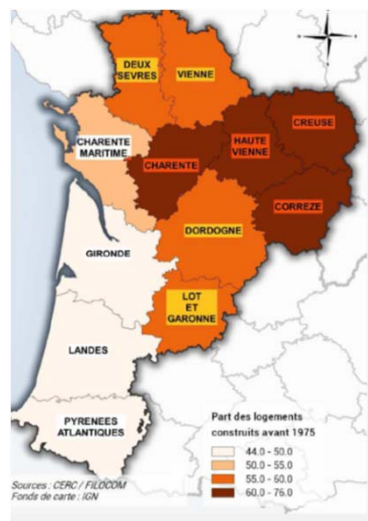 DEUX
SEVRES
VIENNE
CREUSE
CHARENTE
MARITIME
HAUTE
VIENNE
CHARENTE
CORREZE
DORDOGNE
GIRONDE
LOT
ET
GARONNE
LANDES
PYRENEES
ATLANTIQUES
Part des logements
construits avant 1975
44.0 - 50.0
50.0 - 55.0
55.0 - 60.0
60.0 - 76.0
Sources : CERC / FILOCOM
Fonds de carte : IGN